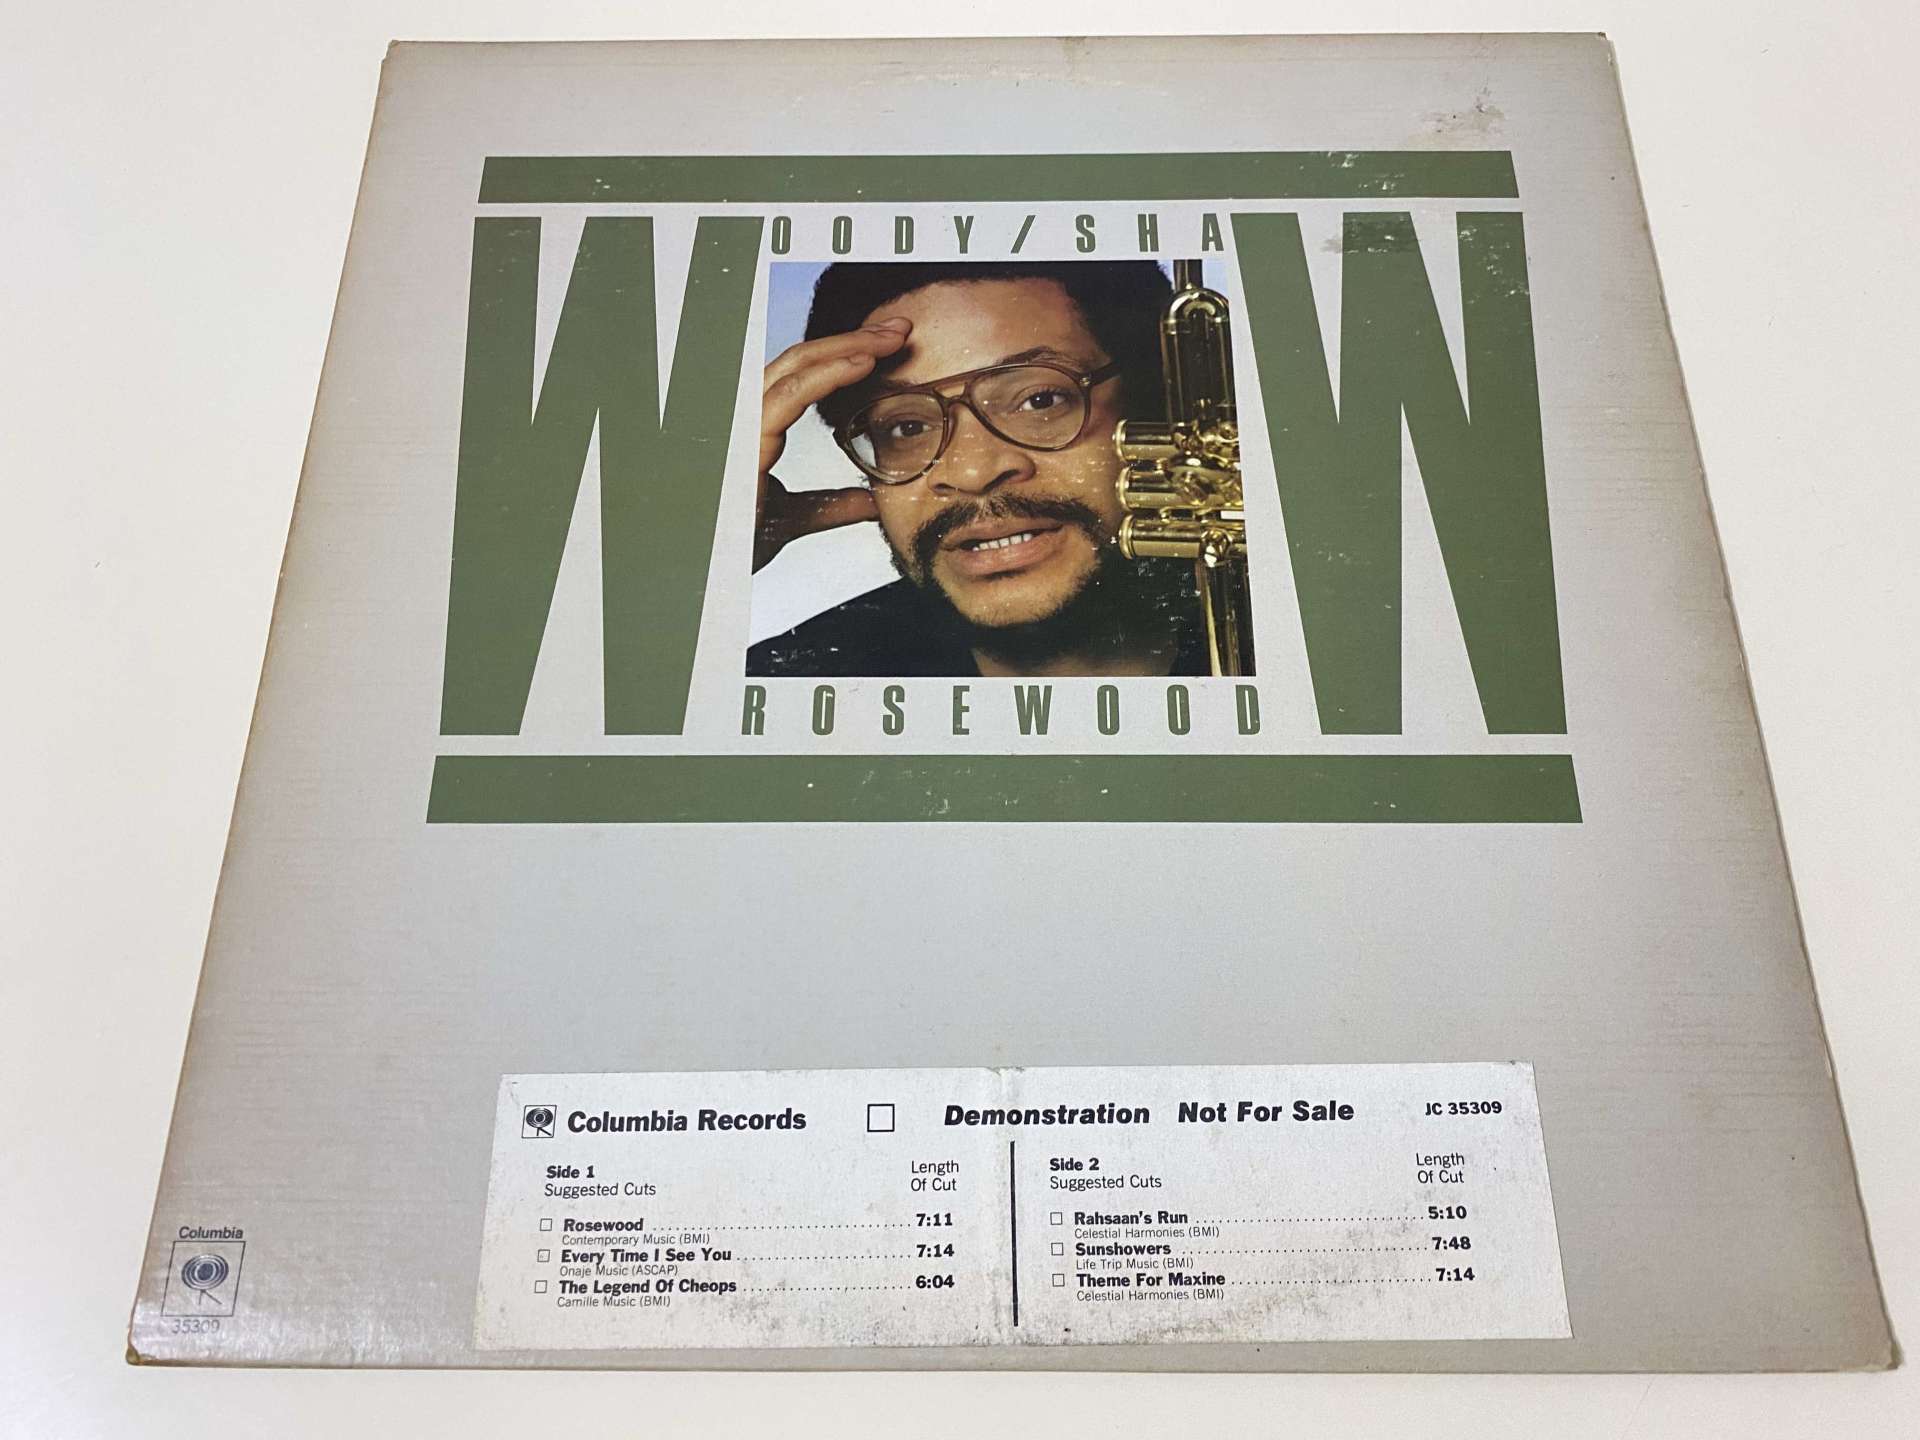 WOODY/SHAW
ROSEWOOD
Columbia Records Demonstration Not For Sale JC 35309
Side 1 Length
Suggested Cuts Of Cut
Rosewood 7:11
Contemporary Music (BMI)
Every Time I See You 7:14
Onaje Music (ASCAP)
The Legend Of Cheops 6:04
Camille Music (BMI)
Side 2 Length
Suggested Cuts Of Cut
Rahsaan's Run 5:10
Celestial Harmonies (BMI)
Sunshowers 7:48
Life Trip Music (BMI)
Theme For Maxine 7:14
Celestial Harmonies (BMI)
Columbia
35309